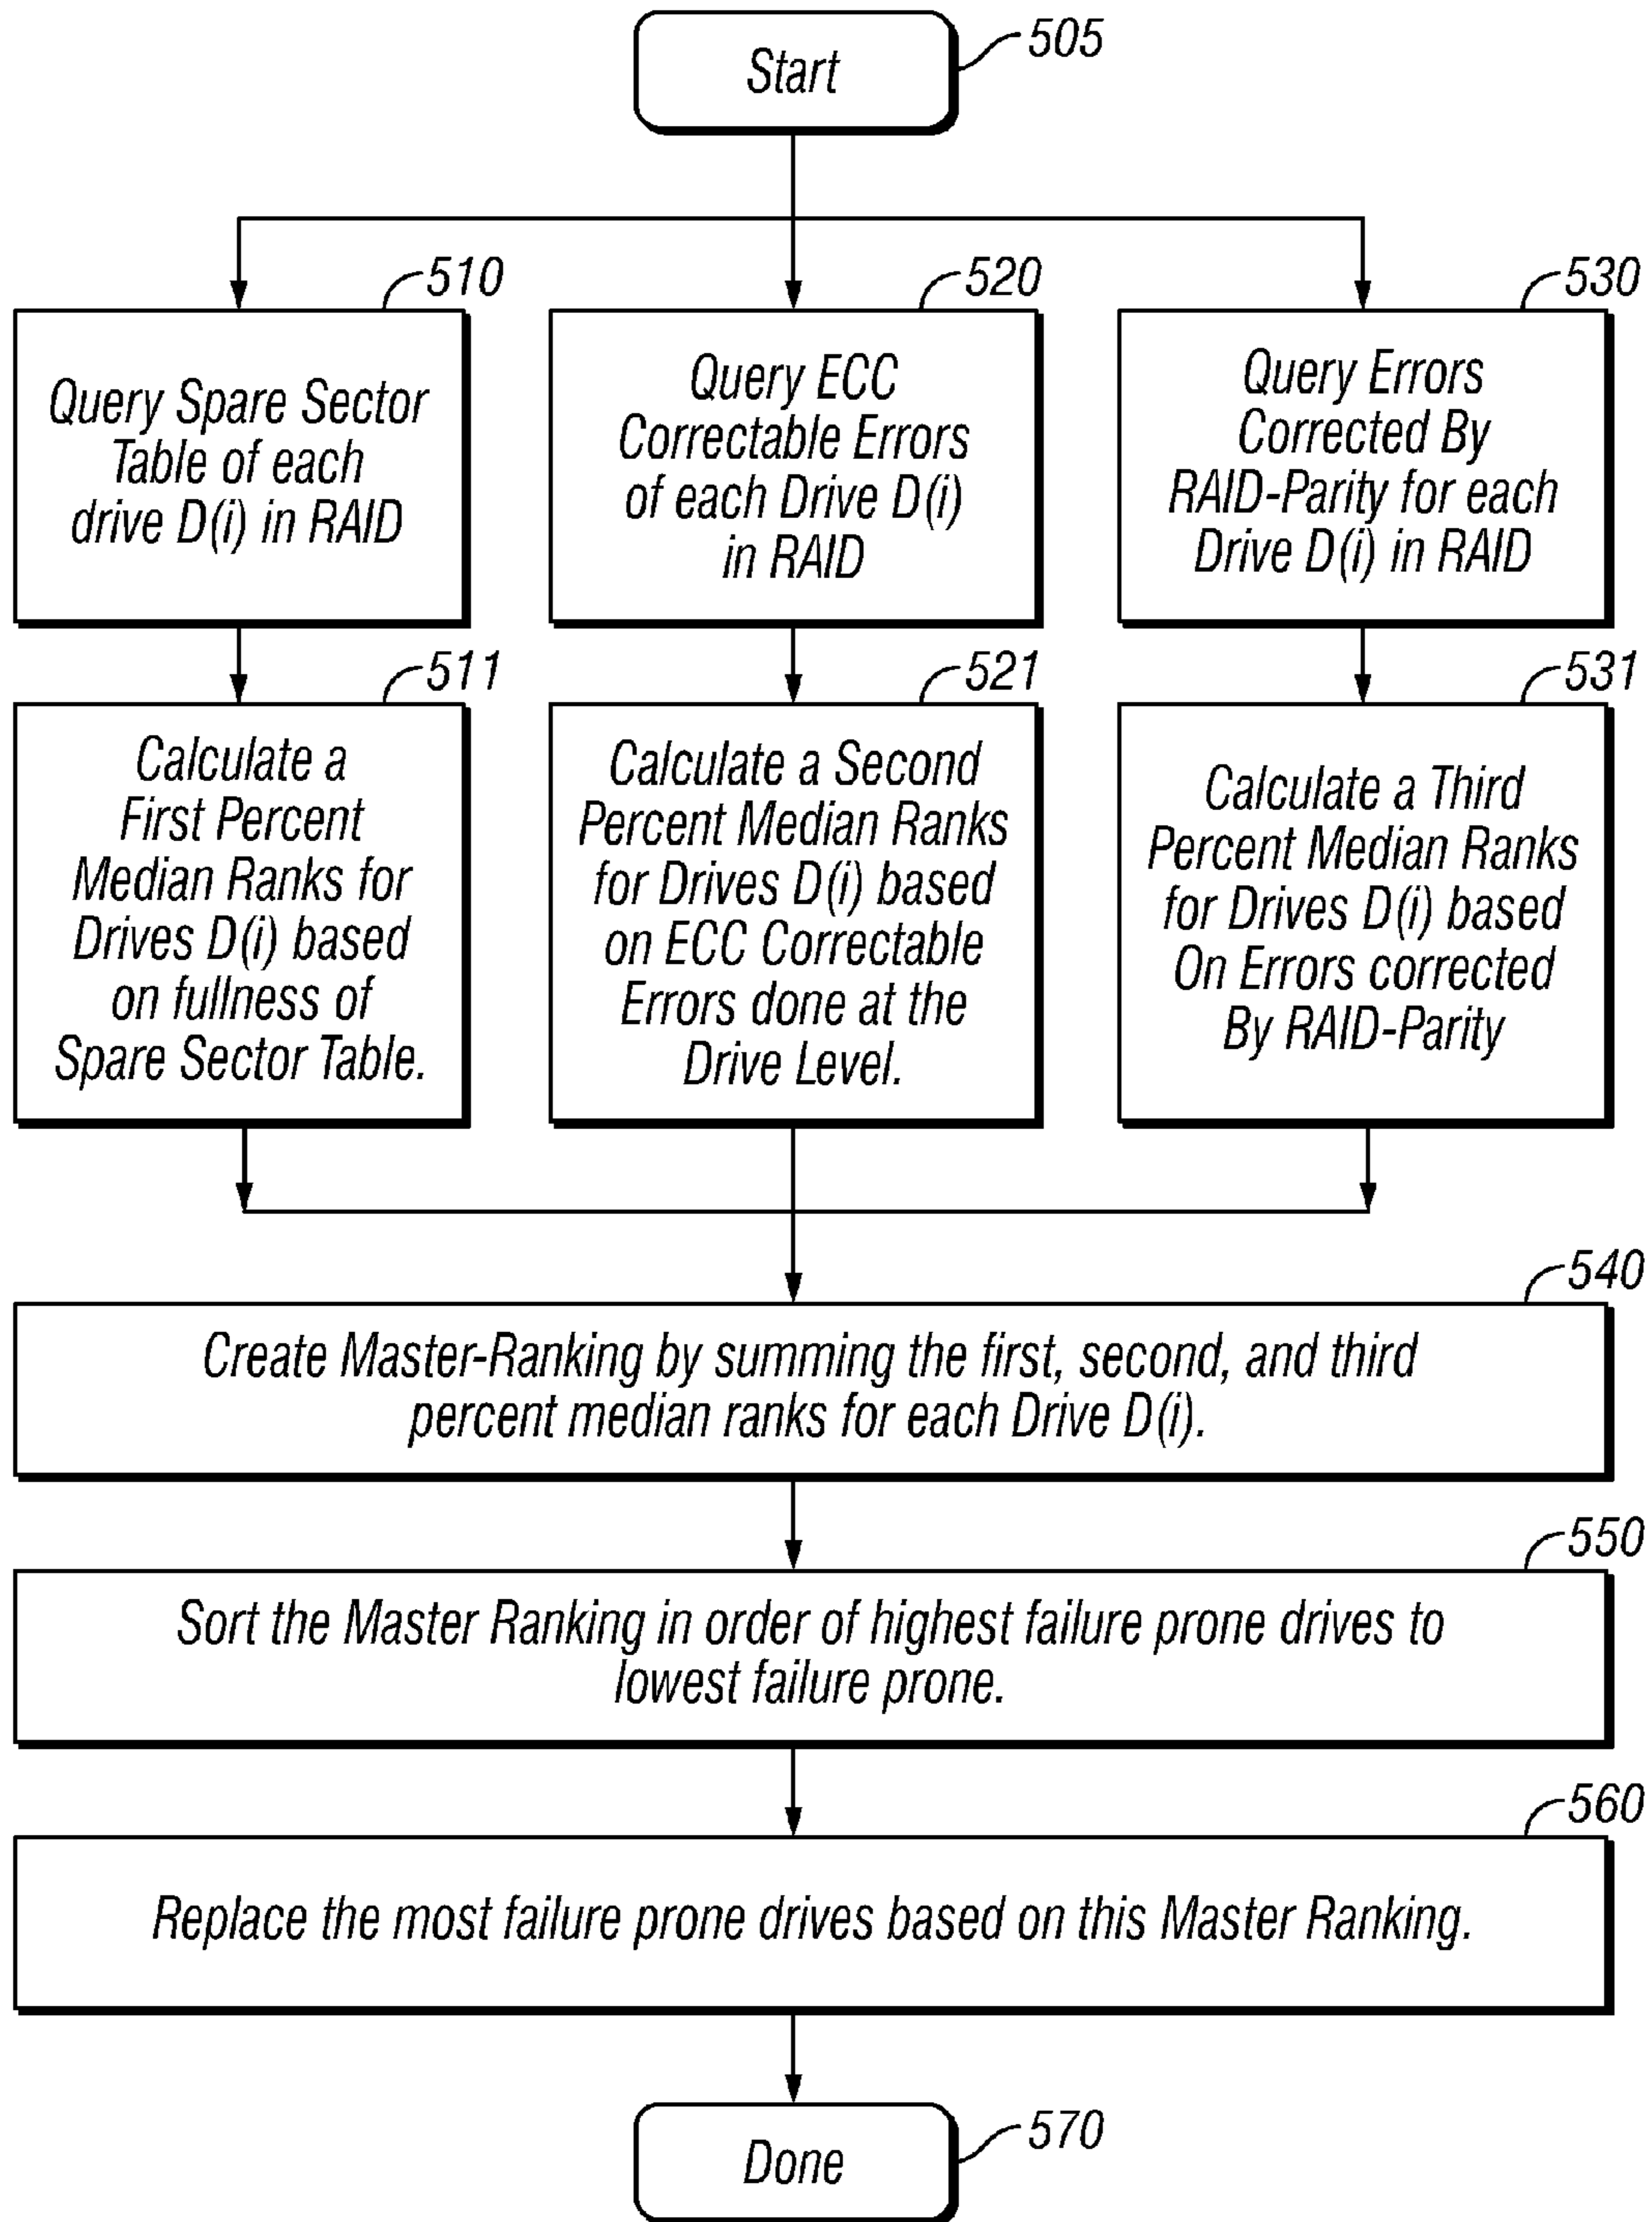 Start
505
510
Query Spare Sector
Table of each
drive D(i) in RAID
520
Query ECC
Correctable Errors
of each Drive D(i)
in RAID
530
Query Errors
Corrected By
RAID-Parity for each
Drive D(i) in RAID
511
Calculate a
First Percent
Median Ranks for
Drives D(i) based
on fullness of
Spare Sector Table.
521
Calculate a Second
Percent Median Ranks
for Drives D(i) based
on ECC Correctable
Errors done at the
Drive Level.
531
Calculate a Third
Percent Median Ranks
for Drives D(i) based
On Errors corrected
By RAID-Parity
540
Create Master-Ranking by summing the first, second, and third
percent median ranks for each Drive D(i).
550
Sort the Master Ranking in order of highest failure prone drives to
lowest failure prone.
560
Replace the most failure prone drives based on this Master Ranking.
Done
570